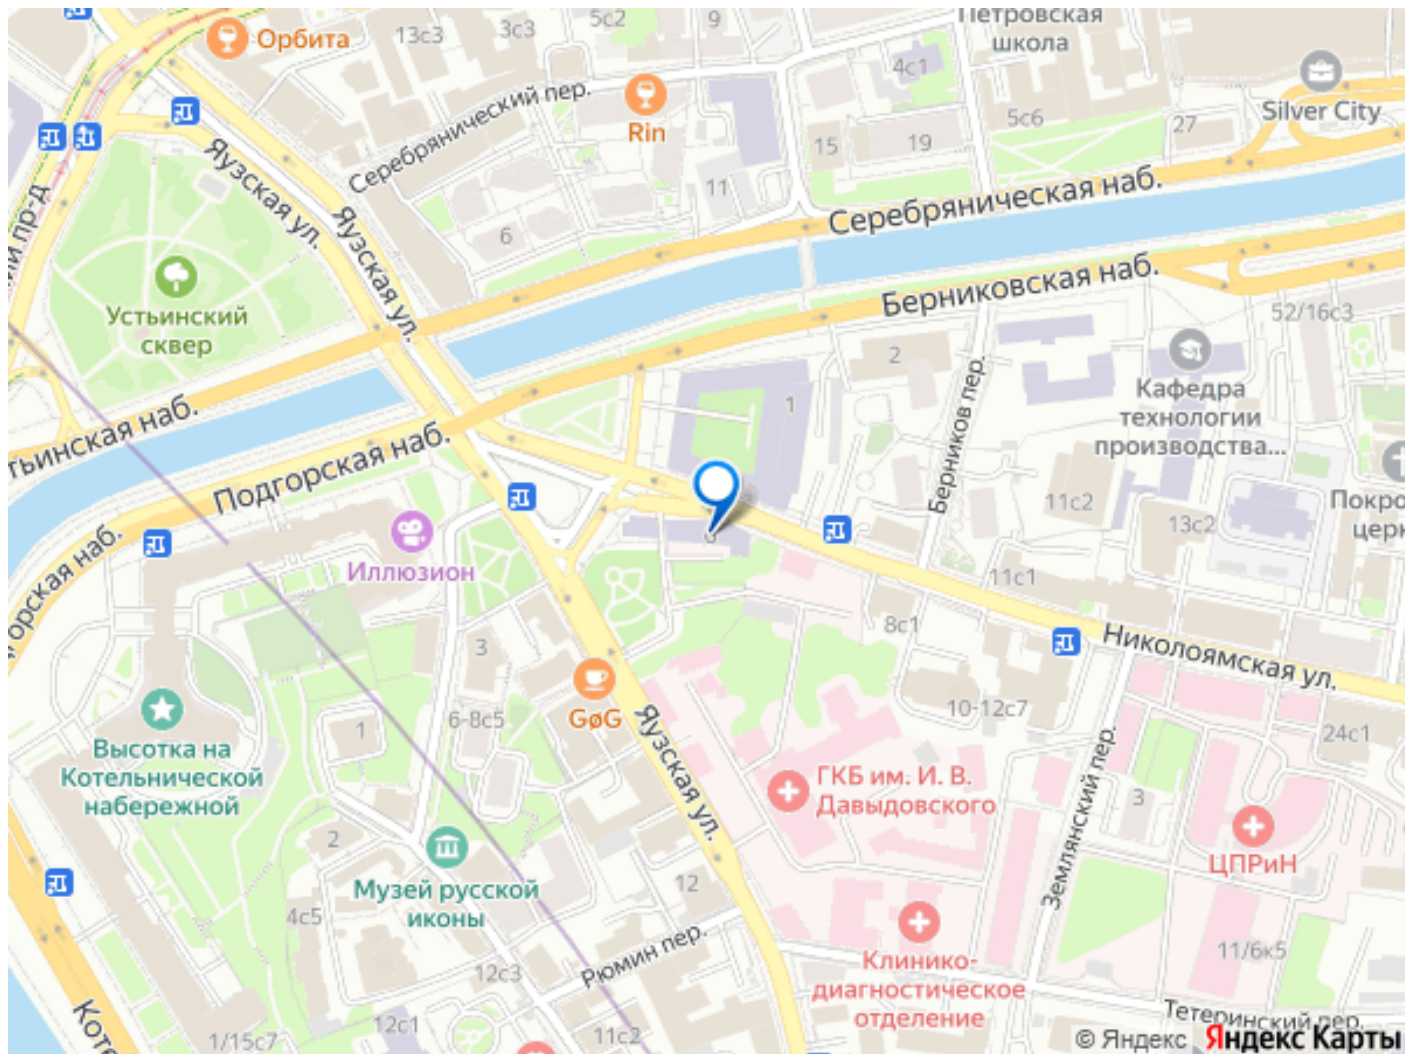 Орбита
13с3
3с3
5с2
9
Петровская
школа
4с1
Silver City
Серебрянический пер.
Rin
5с6
27
15
19
11
6
Яузская ул.
Яузская ул.
Серебряническая наб.
Берниковская наб.
Устьинский
сквер
52/16с3
2
1
Кафедра
технологии
производства...
Берников пер.
Подгорская наб.
11с2
13с2
Иллюзион
11с1
8с1
Николоямская ул.
3
GøG
6-8с5
1
10-12с7
24с1
Высотка на
Котельнической
набережной
Яузская ул.
ГКБ им. И. В.
Давыдовского
Землянский пер.
3
ЦПРиН
2
Музей русской
иконы
12
4с5
Рюмин пер.
12с3
Клинико-
диагностическое
отделение
11/6к5
Тетеринский пер.
12с1
1/15с7
11с2
© Яндекс Яндекс Карты